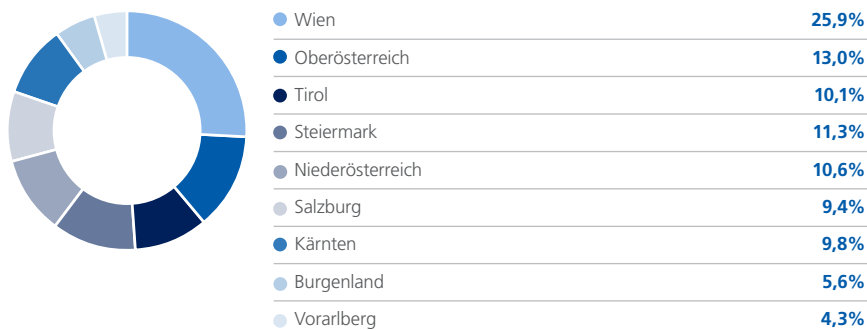 Wien 25,9%
Oberösterreich 13,0%
Tirol 10,1%
Steiermark 11,3%
Niederösterreich 10,6%
Salzburg 9,4%
Kärnten 9,8%
Burgenland 5,6%
Vorarlberg 4,3%